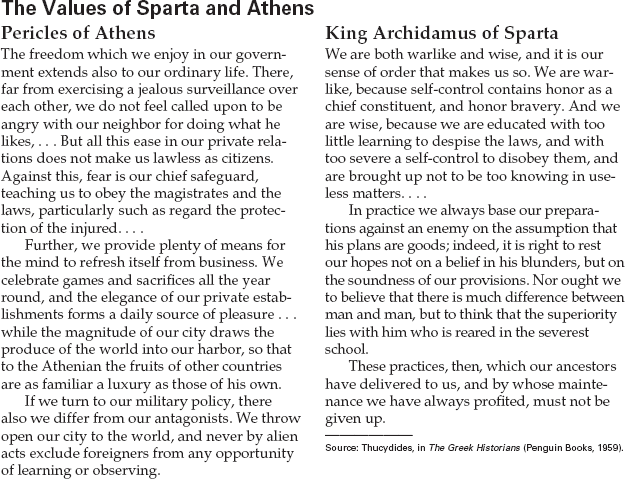 The Values of Sparta and Athens
Pericles of Athens
The freedom which we enjoy in our govern-
ment extends also to our ordinary life. There,
far from exercising a jealous surveillance over
each other, we do not feel called upon to be
angry with our neighbor for doing what he
likes, . . . But all this ease in our private rela-
tions does not make us lawless as citizens.
Against this, fear is our chief safeguard,
teaching us to obey the magistrates and the
laws, particularly such as regard the protec-
tion of the injured. . . .
Further, we provide plenty of means for
the mind to refresh itself from business. We
celebrate games and sacrifices all the year
round, and the elegance of our private estab-
lishments forms a daily source of pleasure . . .
while the magnitude of our city draws the
produce of the world into our harbor, so that
to the Athenian the fruits of other countries
are as familiar a luxury as those of his own.
If we turn to our military policy, there
also we differ from our antagonists. We throw
open our city to the world, and never by alien
acts exclude foreigners from any opportunity
of learning or observing.
King Archidamus of Sparta
We are both warlike and wise, and it is our
sense of order that makes us so. We are war-
like, because self-control contains honor as a
chief constituent, and honor bravery. And we
are wise, because we are educated with too
little learning to despise the laws, and with
too severe a self-control to disobey them, and
are brought up not to be too knowing in use-
less matters. . . .
In practice we always base our prepara-
tions against an enemy on the assumption that
his plans are goods; indeed, it is right to rest
our hopes not on a belief in his blunders, but on
the soundness of our provisions. Nor ought we
to believe that there is much difference between
man and man, but to think that the superiority
lies with him who is reared in the severest
school.
These practices, then, which our ancestors
have delivered to us, and by whose mainte-
nance we have always profited, must not be
given up.
Source: Thucydides, in The Greek Historians (Penguin Books, 1959).